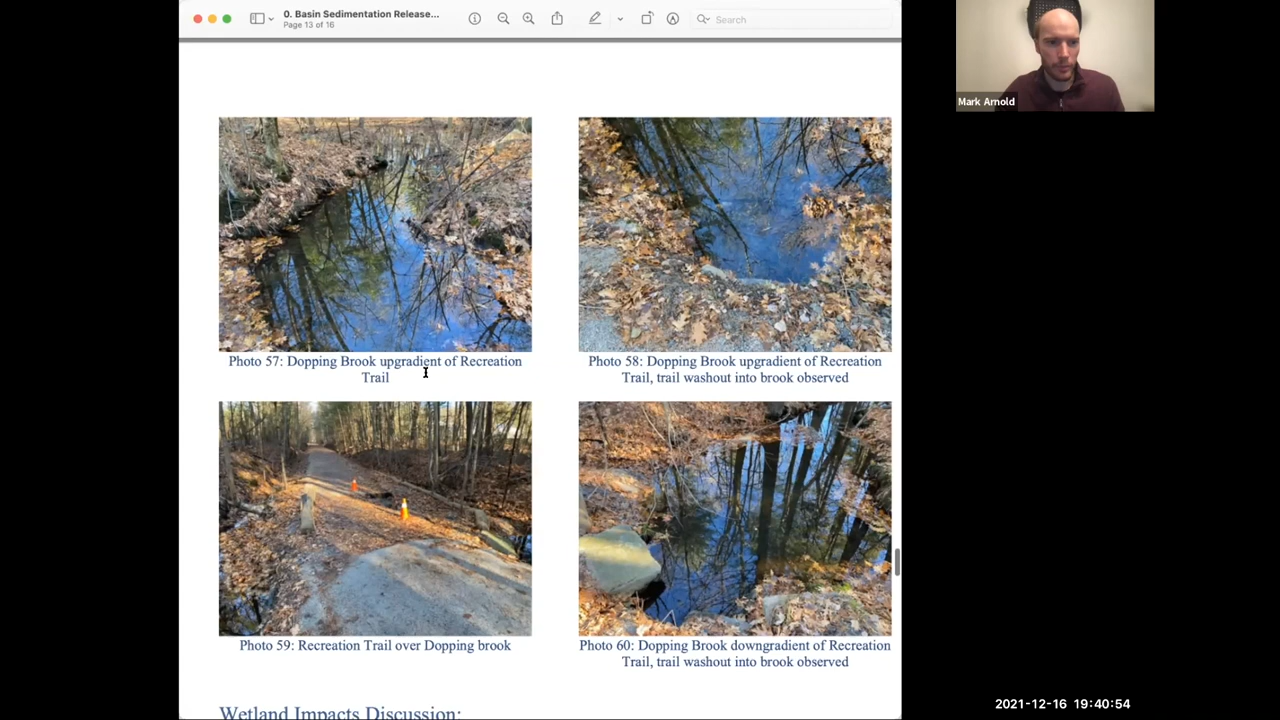 0. Basin Sedimentation Release...
Page 13 of 16
Search
Mark Arnold
Photo 57: Dopping Brook upgradient of Recreation
Trail
Photo 58: Dopping Brook upgradient of Recreation
Trail, trail washout into brook observed
Photo 59: Recreation Trail over Dopping brook
Photo 60: Dopping Brook downgradient of Recreation
Trail, trail washout into brook observed
Wetland Impacts Discussion:
2021-12-16 19:40:54